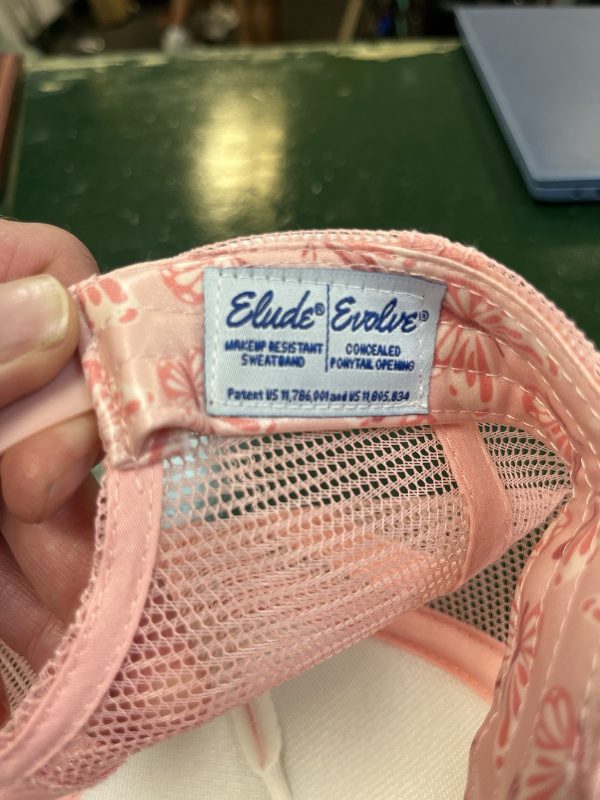 Elude® Evolve®
MAKEUP RESISTANT CONCEALED
SWEATBAND PONYTAIL OPENING
Patent US 11,786,001 and US 11,805,834